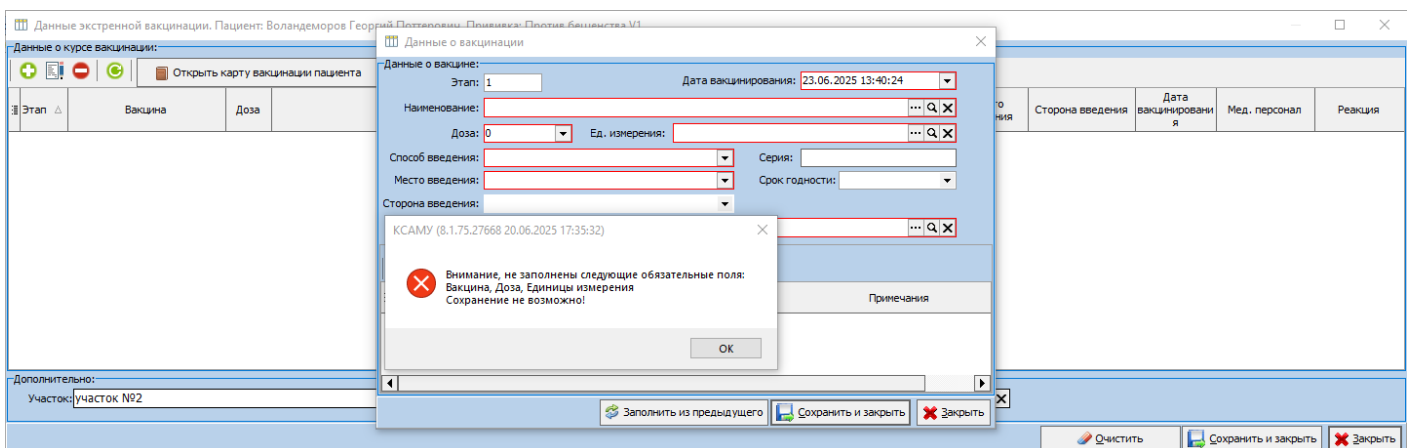 Данные экстренной вакцинации. Пациент: Воландеморов Георгий Поттерович. Прививка: Против бешенства V1
Данные о курсе вакцинации:
Открыть карту вакцинации пациента
Этап
Вакцина
Доза
Сторона введения
Дата вакцинировани я
Мед. персонал
Реакция
Данные о вакцинации
Данные о вакцине:
Этап: 1
Дата вакцинирования: 23.06.2025 13:40:24
Наименование:
Доза: 0
Ед. измерения:
Способ введения:
Серия:
Место введения:
Срок годности:
Сторона введения:
КСАМУ (8.1.75.27668 20.06.2025 17:35:32)
Внимание, не заполнены следующие обязательные поля:
Вакцина, Доза, Единицы измерения
Сохранение не возможно!
ОК
Примечания
Заполнить из предыдущего
Сохранить и закрыть
Закрыть
Дополнительно:
Участок: участок №2
Очистить
Сохранить и закрыть
Закрыть